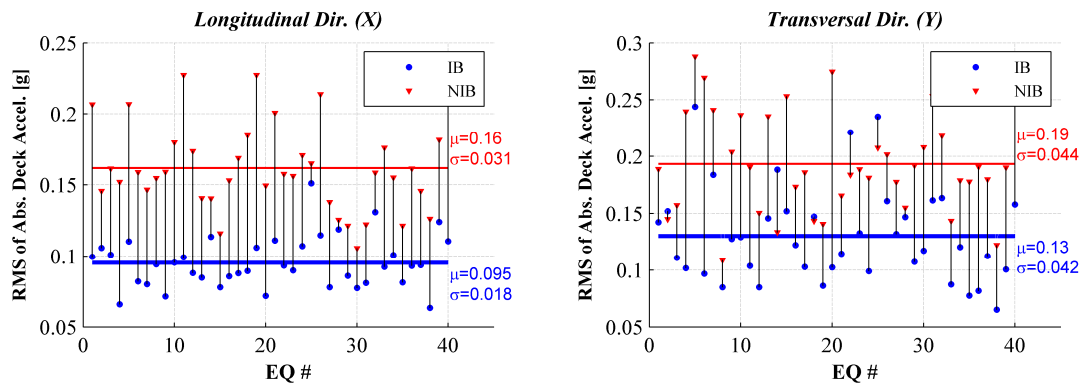 Longitudinal Dir. (X)
RMS of Abs. Deck Accel. [g]
0.25
0.2
0.15
0.1
0.05
0
10
20
30
40
EQ #
IB
NIB
μ=0.16
σ=0.031
μ=0.095
σ=0.018
Transversal Dir. (Y)
RMS of Abs. Deck Accel. [g]
0.3
0.25
0.2
0.15
0.1
0.05
0
10
20
30
40
EQ #
IB
NIB
μ=0.19
σ=0.044
μ=0.13
σ=0.042